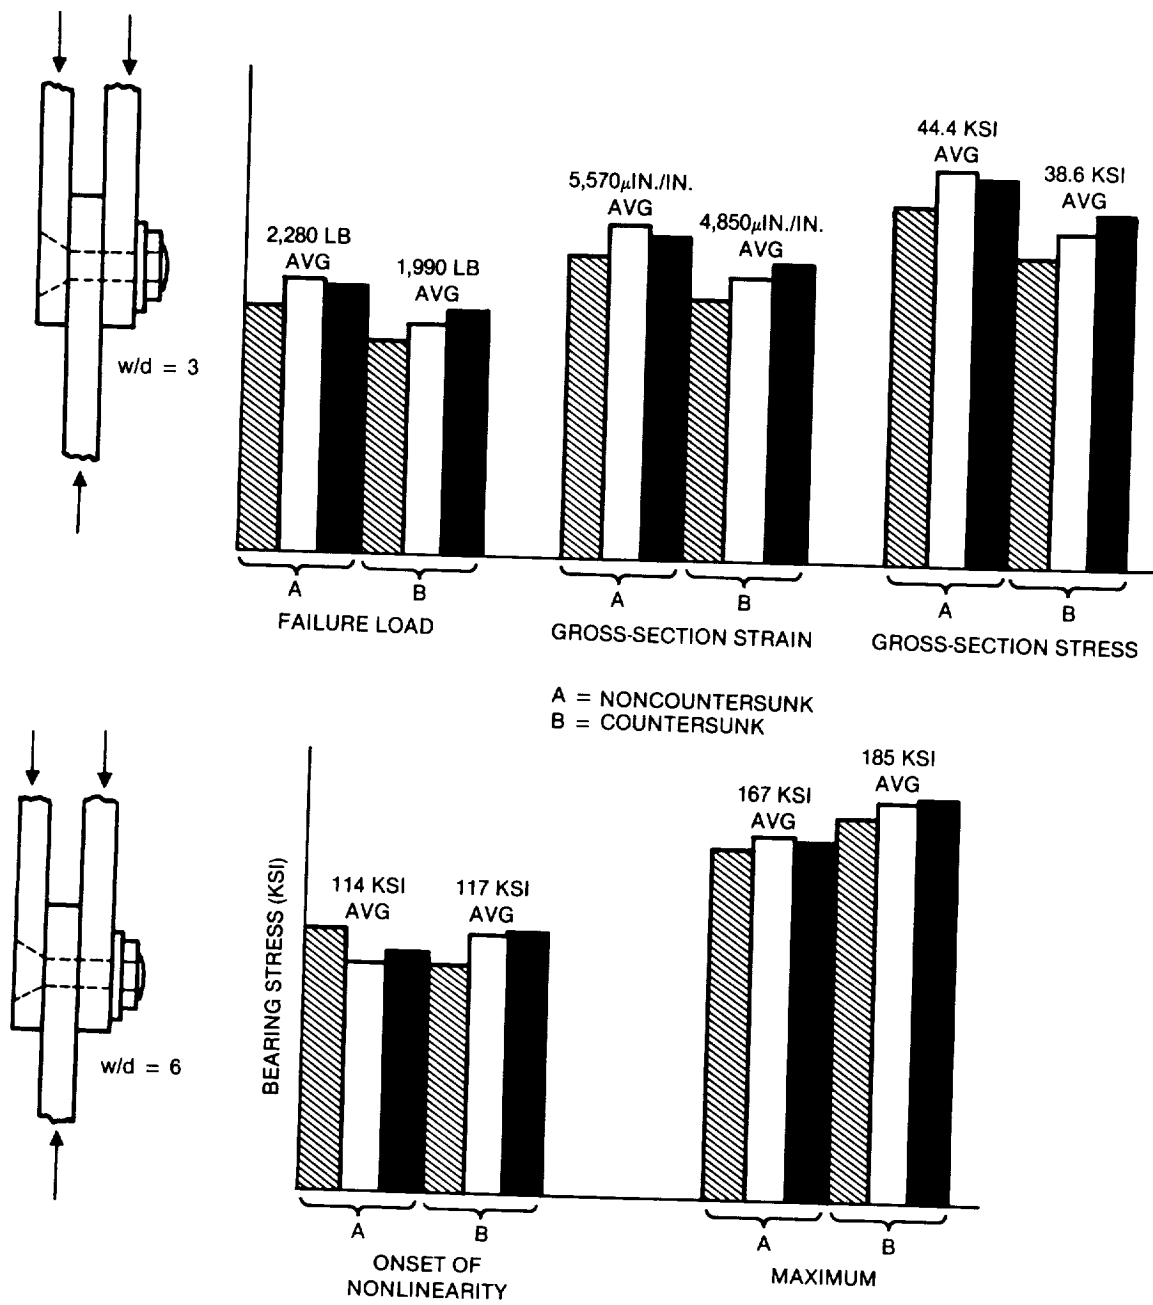 w/d = 3
2,280 LB
AVG
1,990 LB
AVG
5,570μIN./IN.
AVG
4,850μIN./IN.
AVG
44.4 KSI
AVG
38.6 KSI
AVG
A
B
FAILURE LOAD
A
B
GROSS-SECTION STRAIN
A
B
GROSS-SECTION STRESS
A = NONCOUNTERSUNK
B = COUNTERSUNK
w/d = 6
BEARING STRESS (KSI)
114 KSI
AVG
117 KSI
AVG
167 KSI
AVG
185 KSI
AVG
A
B
ONSET OF
NONLINEARITY
A
B
MAXIMUM